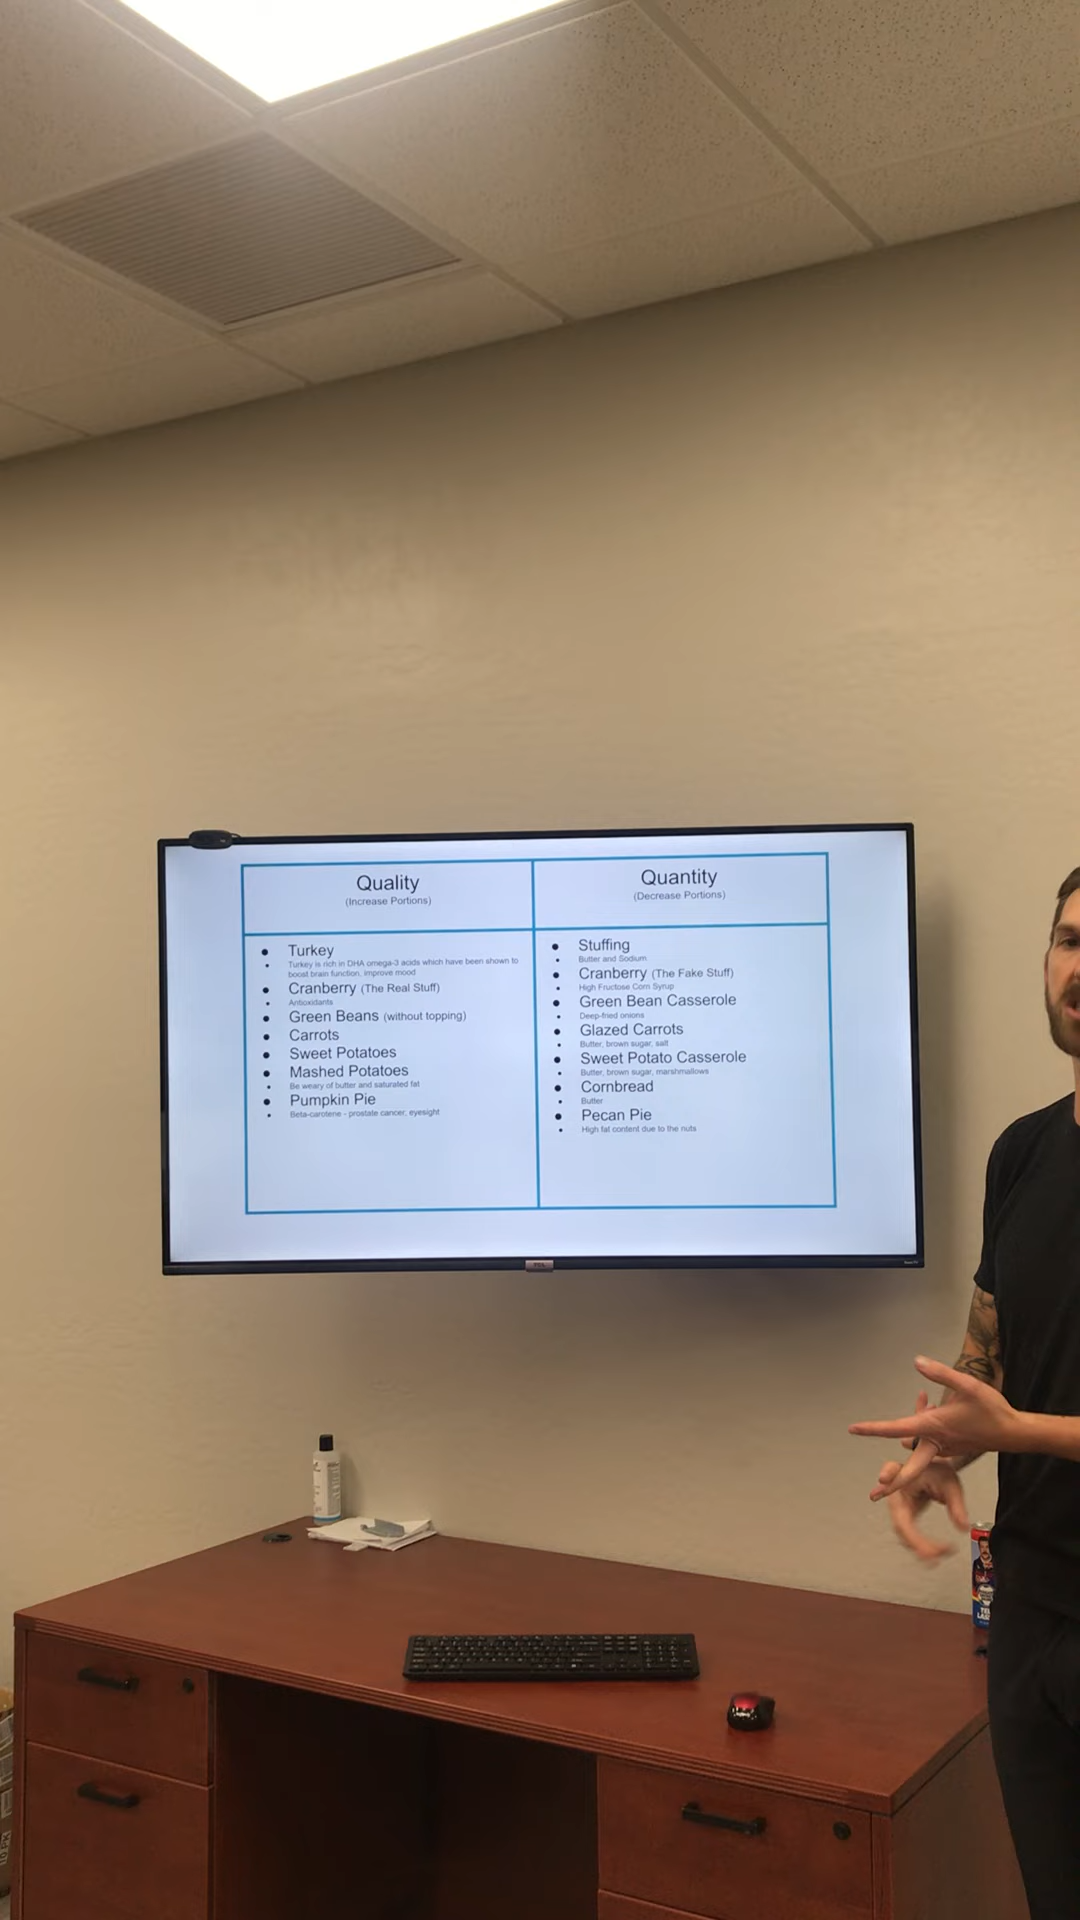 Quality
(Increase Portions)
Turkey
Turkey is rich in DHA omega-3 acids which have been shown to
boost brain function, improve mood
Cranberry (The Real Stuff)
Antioxidants
Green Beans (without topping)
Carrots
Sweet Potatoes
Mashed Potatoes
Be weary of butter and saturated fat
Pumpkin Pie
Beta-carotene - prostate cancer, eyesight
Quantity
(Decrease Portions)
Stuffing
Butter and Sodium
Cranberry (The Fake Stuff)
High Fructose Corn Syrup
Green Bean Casserole
Deep-fried onions
Glazed Carrots
Butter, brown sugar, salt
Sweet Potato Casserole
Butter, brown sugar, marshmallows
Cornbread
Butter
Pecan Pie
High fat content due to the nuts
TCL